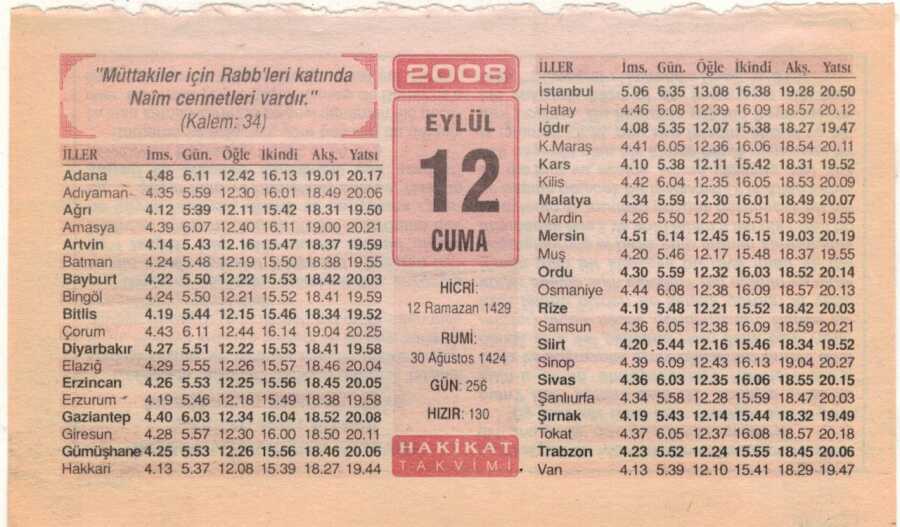 "Müttakiler için Rabb'leri katında
Naîm cennetleri vardır."
(Kalem: 34)
İLLER İms. Gün. Öğle İkindi Akş. Yatsı
Adana 4.48 6.11 12.42 16.13 19.01 20.17
Adıyaman 4.35 5.59 12.30 16.01 18.49 20.06
Ağrı 4.12 5.39 12.11 15.42 18.31 19.50
Amasya 4.39 6.07 12.40 16.11 19.00 20.21
Artvin 4.14 5.43 12.16 15.47 18.37 19.59
Batman 4.24 5.48 12.19 15.50 18.38 19.55
Bayburt 4.22 5.50 12.22 15.53 18.42 20.03
Bingöl 4.24 5.50 12.21 15.52 18.41 19.59
Bitlis 4.19 5.44 12.15 15.46 18.34 19.52
Çorum 4.43 6.11 12.44 16.14 19.04 20.25
Diyarbakır 4.27 5.51 12.22 15.53 18.41 19.58
Elazığ 4.29 5.55 12.26 15.57 18.46 20.04
Erzincan 4.26 5.53 12.25 15.56 18.45 20.05
Erzurum 4.19 5.46 12.18 15.49 18.38 19.58
Gaziantep 4.40 6.03 12.34 16.04 18.52 20.08
Giresun 4.28 5.57 12.30 16.00 18.50 20.11
Gümüşhane 4.25 5.53 12.26 15.56 18.46 20.06
Hakkari 4.13 5.37 12.08 15.39 18.27 19.44
2008
EYLÜL
12
CUMA
HİCRİ:
12 Ramazan 1429
RUMİ:
30 Ağustos 1424
GÜN: 256
HIZIR: 130
HAKİKAT
TAKVİMİ
İLLER İms. Gün. Öğle İkindi Akş. Yatsı
İstanbul 5.06 6.35 13.08 16.38 19.28 20.50
Hatay 4.46 6.08 12.39 16.09 18.57 20.12
Iğdır 4.08 5.35 12.07 15.38 18.27 19.47
K.Maraş 4.41 6.05 12.36 16.06 18.54 20.11
Kars 4.10 5.38 12.11 15.42 18.31 19.52
Kilis 4.42 6.04 12.35 16.05 18.53 20.09
Malatya 4.34 5.59 12.30 16.01 18.49 20.07
Mardin 4.26 5.50 12.20 15.51 18.39 19.55
Mersin 4.51 6.14 12.45 16.15 19.03 20.19
Muş 4.20 5.46 12.17 15.48 18.37 19.55
Ordu 4.30 5.59 12.32 16.03 18.52 20.14
Osmaniye 4.44 6.08 12.38 16.09 18.57 20.13
Rize 4.19 5.48 12.21 15.52 18.42 20.03
Samsun 4.36 6.05 12.38 16.09 18.59 20.21
Siirt 4.20 5.44 12.16 15.46 18.34 19.52
Sinop 4.39 6.09 12.43 16.13 19.04 20.27
Sivas 4.36 6.03 12.35 16.06 18.55 20.15
Şanlıurfa 4.34 5.58 12.28 15.59 18.47 20.03
Şırnak 4.19 5.43 12.14 15.44 18.32 19.49
Tokat 4.37 6.05 12.37 16.08 18.57 20.18
Trabzon 4.23 5.52 12.24 15.55 18.45 20.06
Van 4.13 5.39 12.10 15.41 18.29 19.47